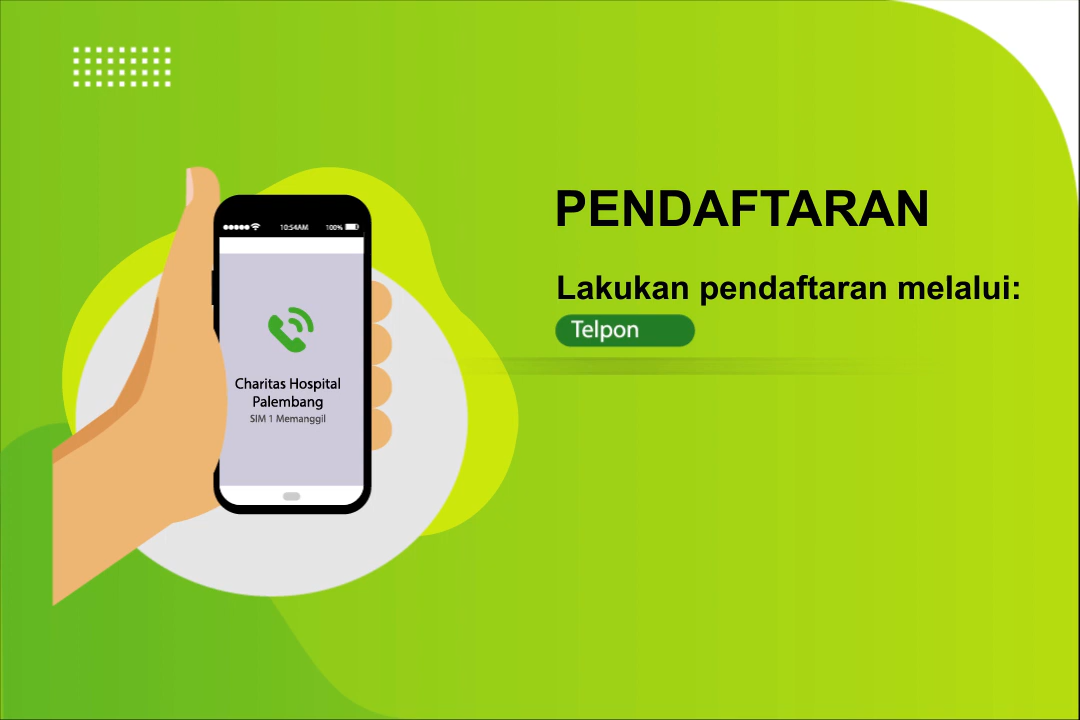 10:54AM
100%
Charitas Hospital
Palembang
SIM 1 Memanggil
PENDAFTARAN
Lakukan pendaftaran melalui:
Telpon